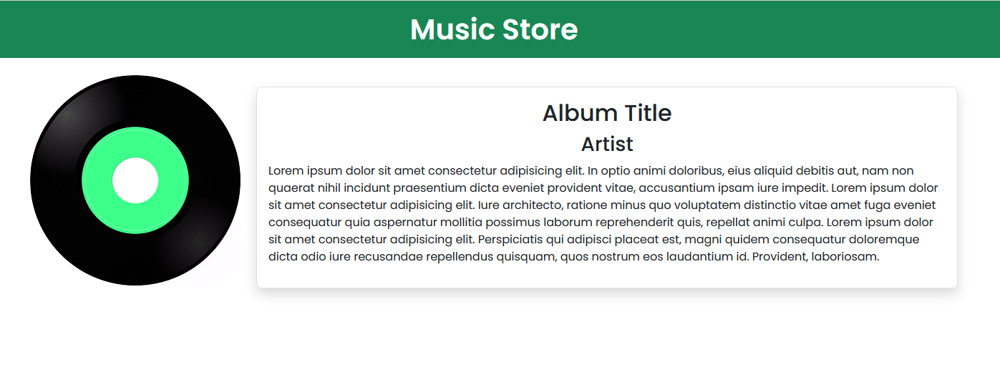 Music Store
Album Title
Artist
Lorem ipsum dolor sit amet consectetur adipisicing elit. In optio animi doloribus, eius aliquid debitis aut, nam non
quaerat nihil incidunt praesentium dicta eveniet provident vitae, accusantium ipsam iure impedit. Lorem ipsum dolor
sit amet consectetur adipisicing elit. Iure architecto, ratione minus quo voluptatem distinctio vitae amet fuga eveniet
consequatur quia aspernatur mollitia possimus laborum reprehenderit quis, repellat animi culpa. Lorem ipsum dolor
sit amet consectetur adipisicing elit. Perspiciatis qui adipisci placeat est, magni quidem consequatur doloremque
dicta odio iure recusandae repellendus quisquam, quos nostrum eos laudantium id. Provident, laboriosam.